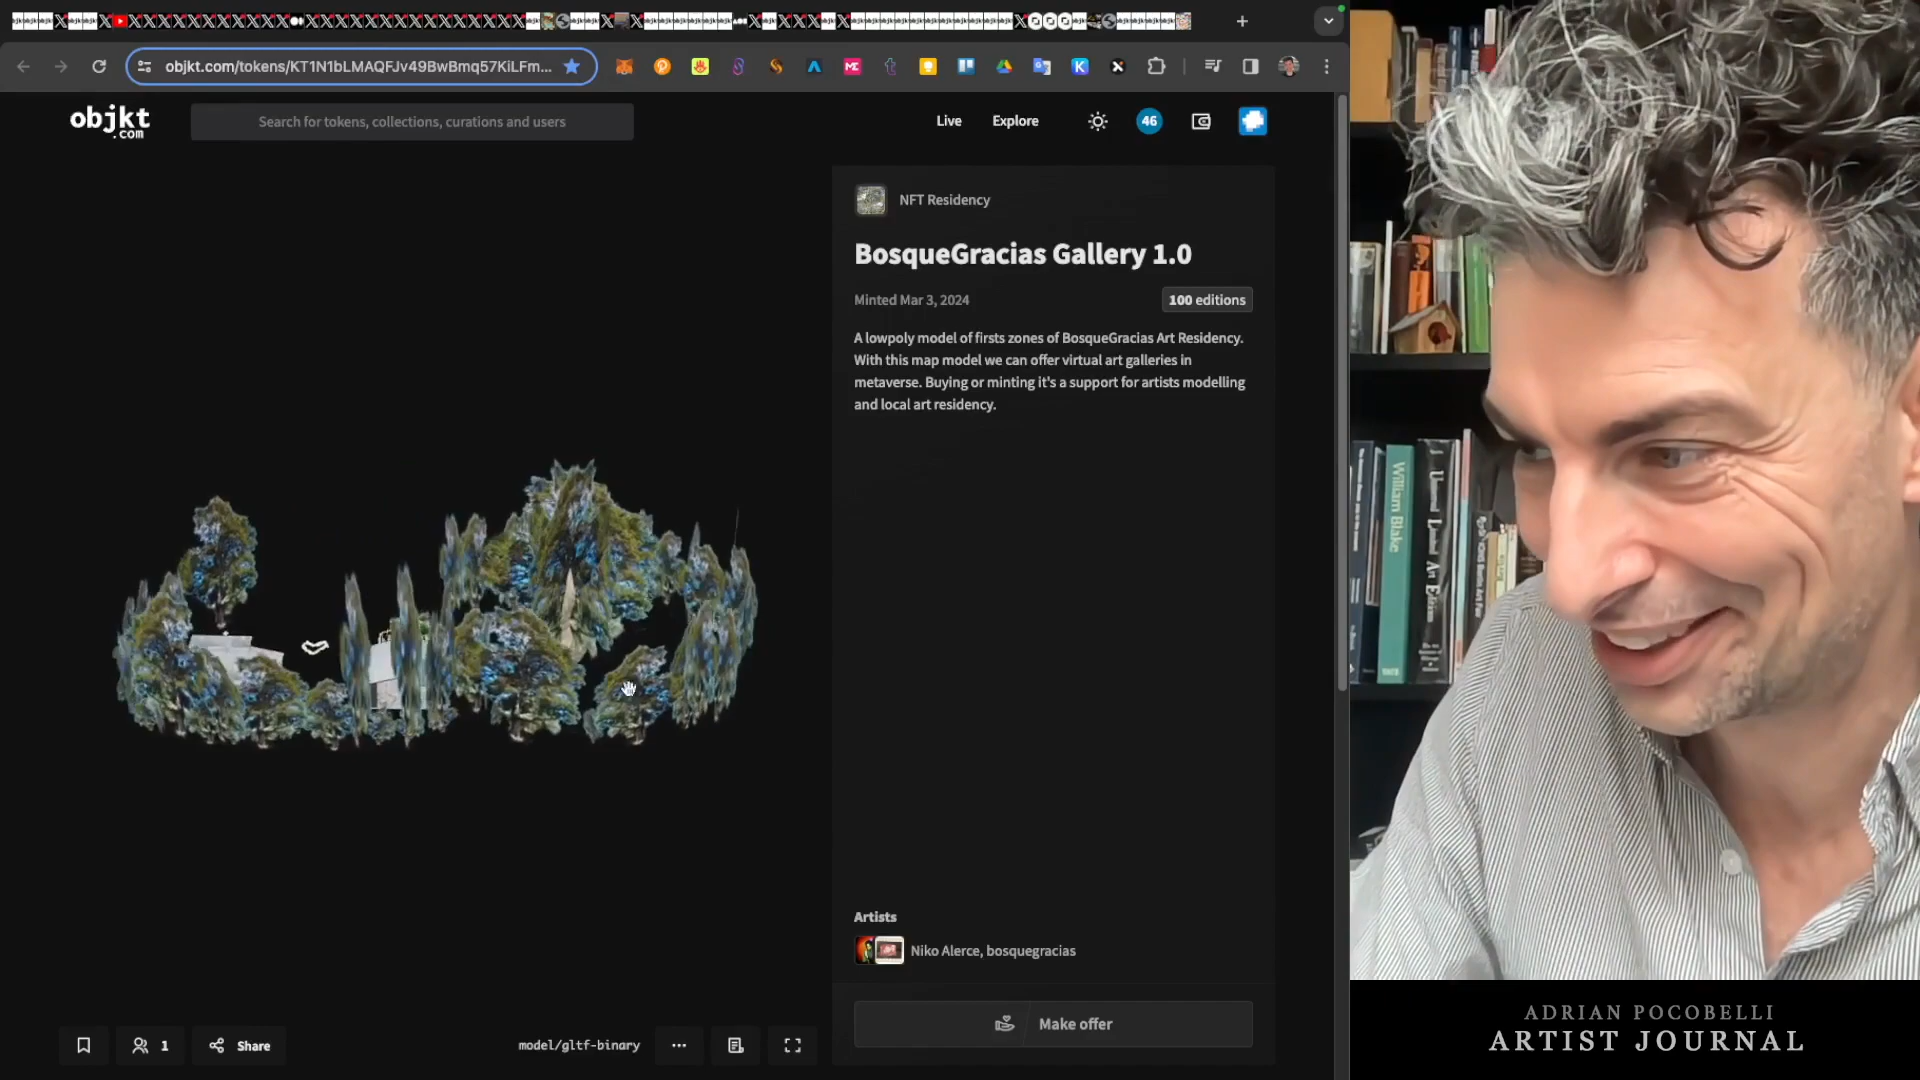 objkt.com/tokens/KT1N1bLMAQFJv49BwBmq57KiLFm...
objkt
.com
Search for tokens, collections, curations and users
Live
Explore
46
NFT Residency
BosqueGracias Gallery 1.0
Minted Mar 3, 2024
100 editions
A lowpoly model of firsts zones of BosqueGracias Art Residency.
With this map model we can offer virtual art galleries in
metaverse. Buying or minting it's a support for artists modelling
and local art residency.
Artists
Niko Alerce, bosquegracias
Make offer
1
Share
model/gltf-binary
William Blake
ADRIAN POCOBELLI
ARTIST JOURNAL